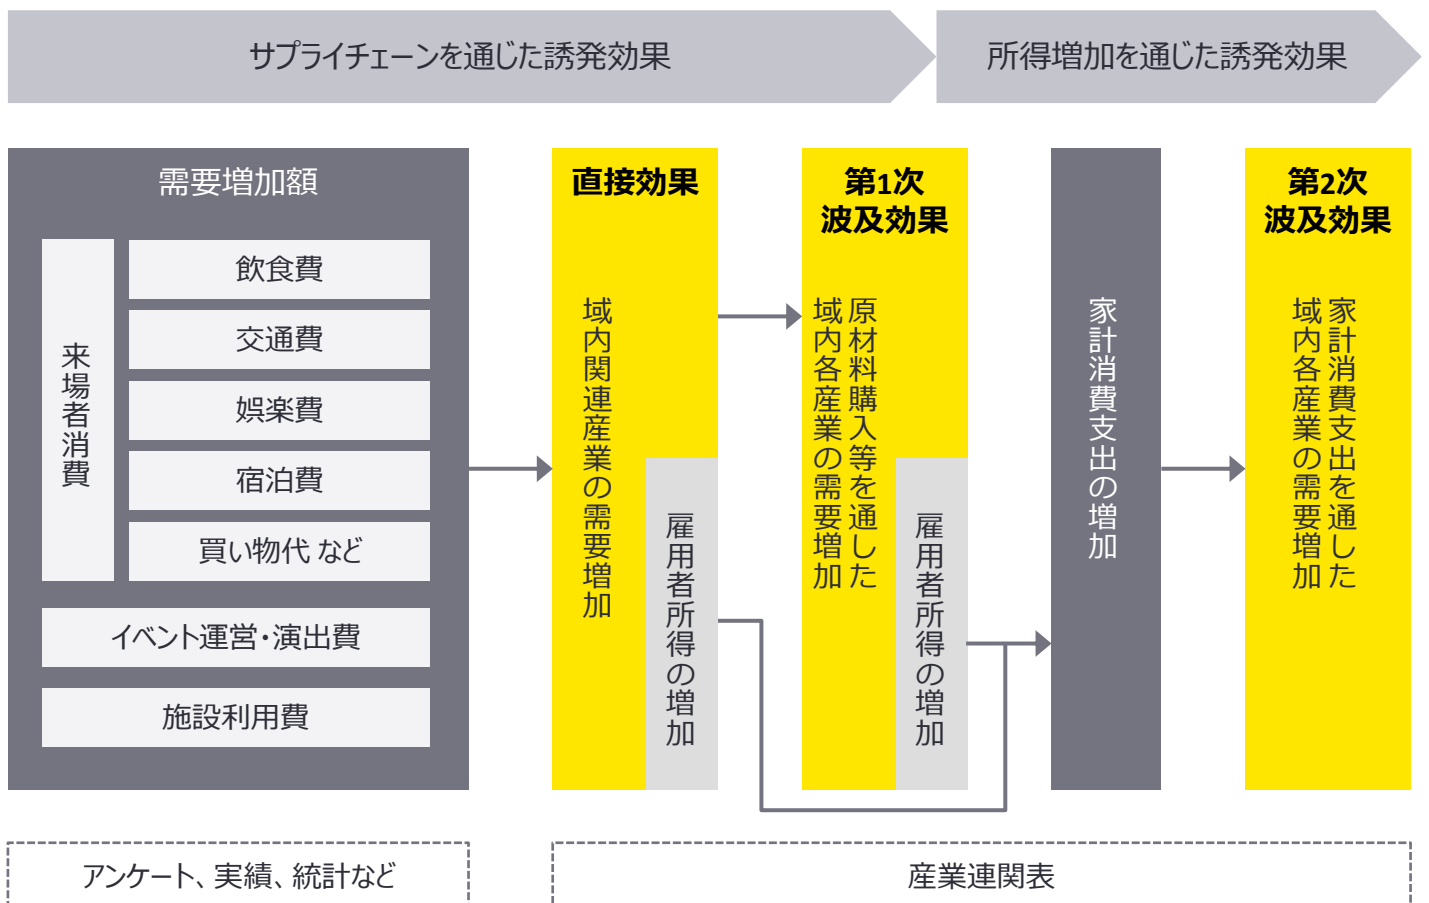 サプライチェーンを通じた誘発効果
所得増加を通じた誘発効果
需要増加額
来場者消費
飲食費
交通費
娯楽費
宿泊費
買い物代 など
イベント運営・演出費
施設利用費
直接効果
域内関連産業の需要増加
雇用者所得の増加
第1次
波及効果
原材料購入等を通した
域内各産業の需要増加
雇用者所得の増加
家計消費支出の増加
第2次
波及効果
家計消費支出を通した
域内各産業の需要増加
アンケート、実績、統計など
産業連関表